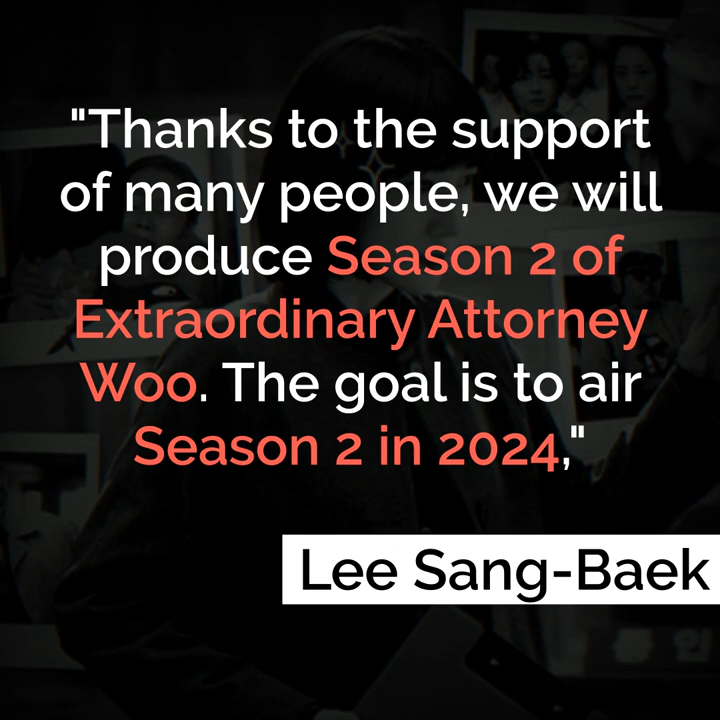 "Thanks to the support
of many people, we will
produce Season 2 of
Extraordinary Attorney
Woo. The goal is to air
Season 2 in 2024,"
Lee Sang-Baek